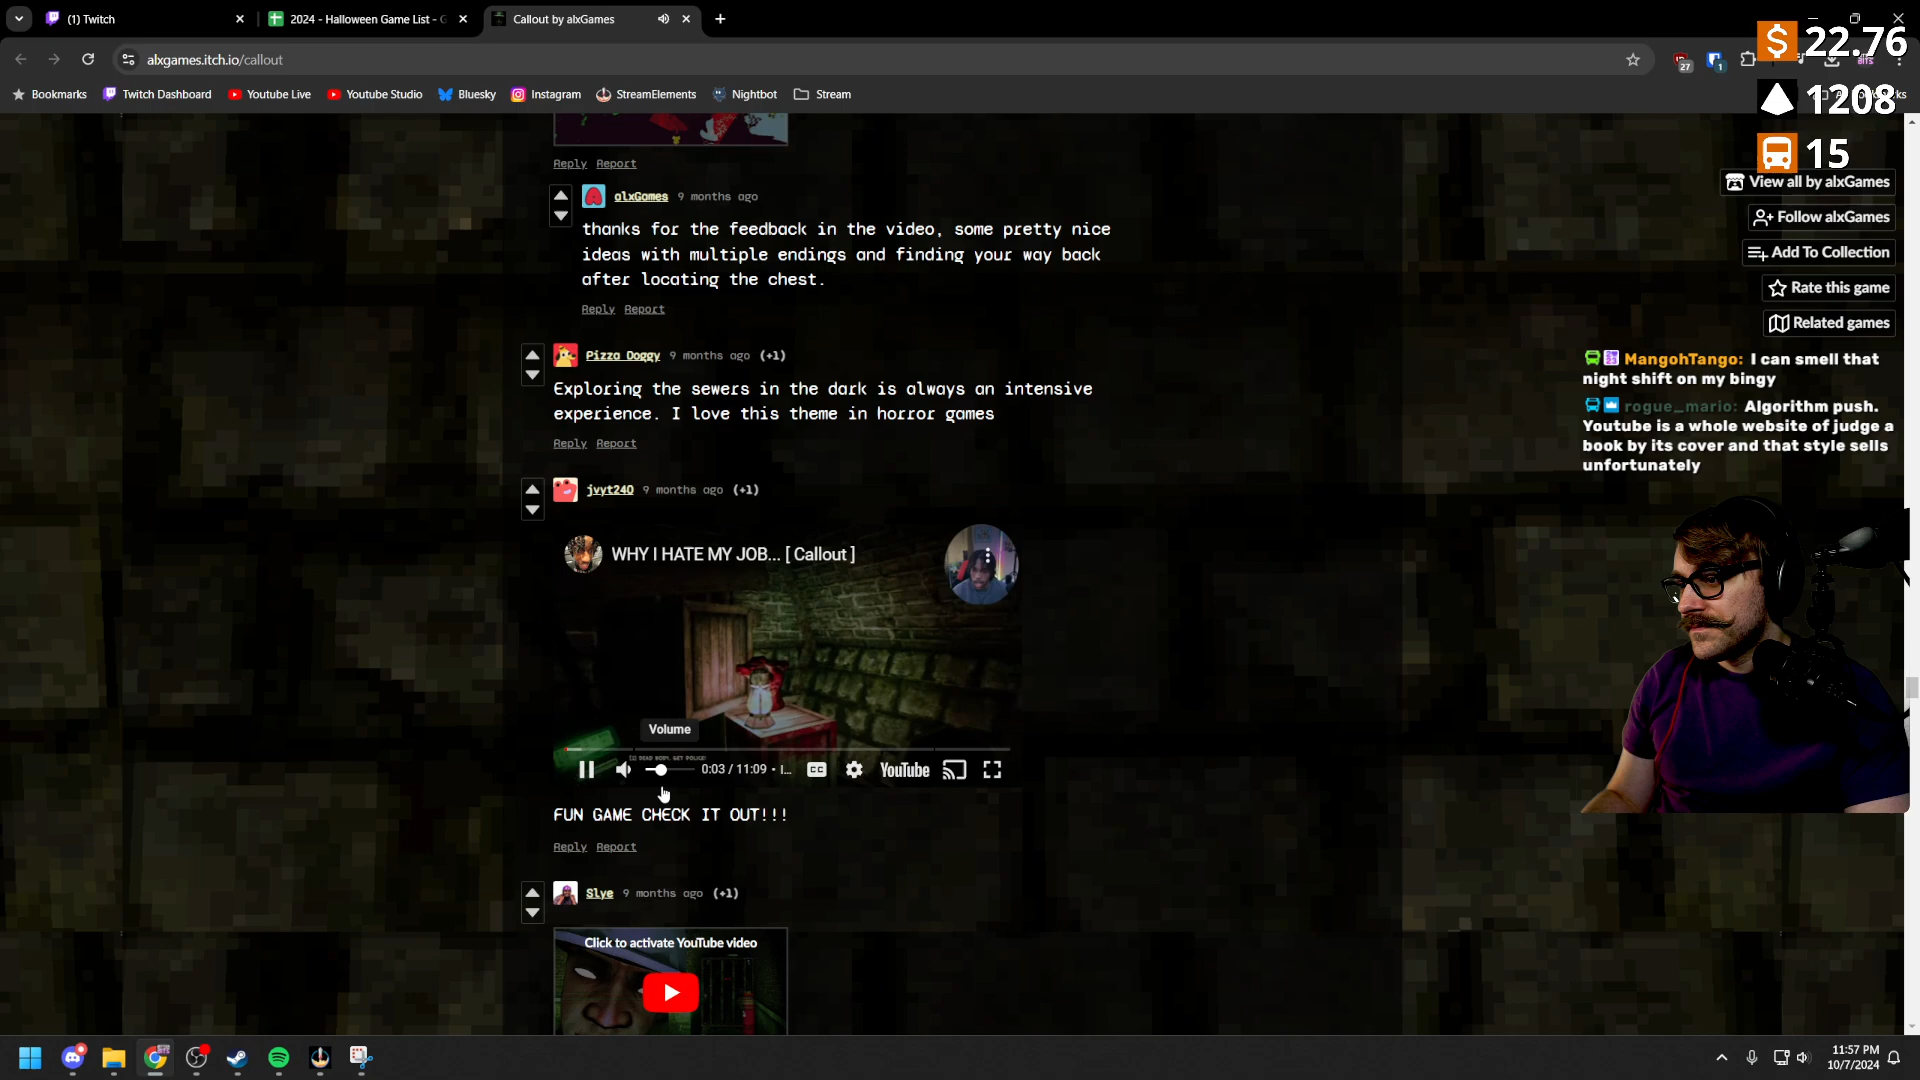 (1) Twitch
2024 - Halloween Game List - G
Callout by alxGames
alxgames.itch.io/callout
27
1
22.76
Bookmarks
Twitch Dashboard
Youtube Live
Youtube Studio
Bluesky
Instagram
StreamElements
Nightbot
Stream
1208
15
View all by alxGames
Follow alxGames
Add To Collection
Rate this game
Related games
Reply Report
alxGames 9 months ago
thanks for the feedback in the video, some pretty nice
ideas with multiple endings and finding your way back
after locating the chest.
Reply Report
Pizza Doggy 9 months ago (+1)
Exploring the sewers in the dark is always an intensive
experience. I love this theme in horror games
Reply Report
jvyt240 9 months ago (+1)
WHY I HATE MY JOB... [ Callout ]
Volume
[1] DEAD BODY, GET POLICE!
0:03 / 11:09 • I...
CC
YouTube
FUN GAME CHECK IT OUT!!!
Reply Report
Slye 9 months ago (+1)
Click to activate YouTube video
MangohTango: I can smell that
night shift on my bingy
rogue_mario: Algorithm push.
Youtube is a whole website of judge a
book by its cover and that style sells
unfortunately
11:57 PM
10/7/2024